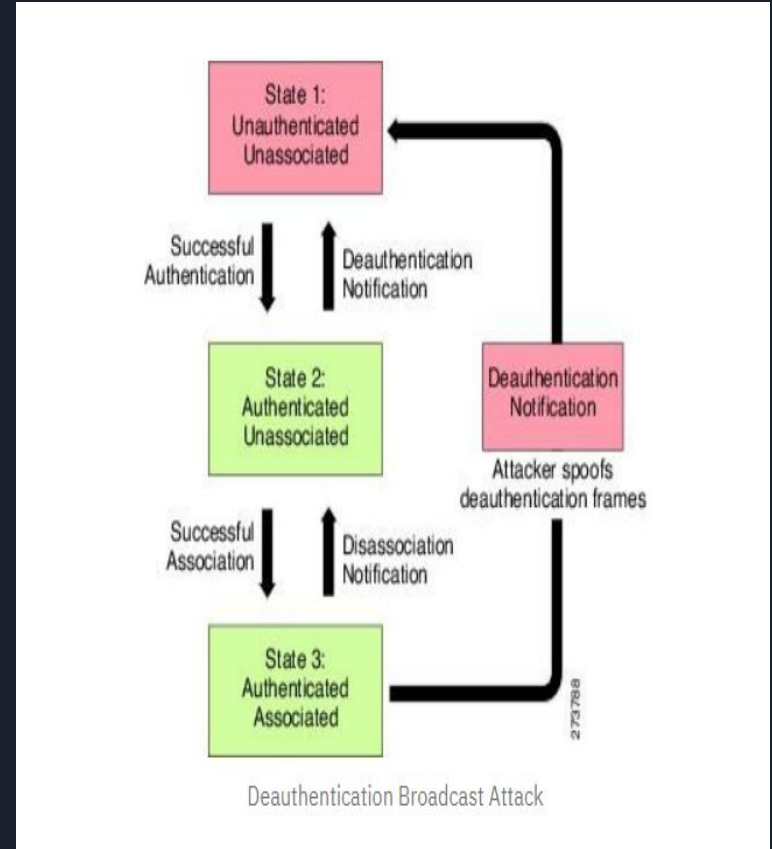 State 1:
Unauthenticated
Unassociated
Successful
Authentication
Deauthentication
Notification
State 2:
Authenticated
Unassociated
Deauthentication
Notification
Attacker spoofs
deauthentication frames
Successful
Association
Disassociation
Notification
State 3:
Authenticated
Associated
273788
Deauthentication Broadcast Attack